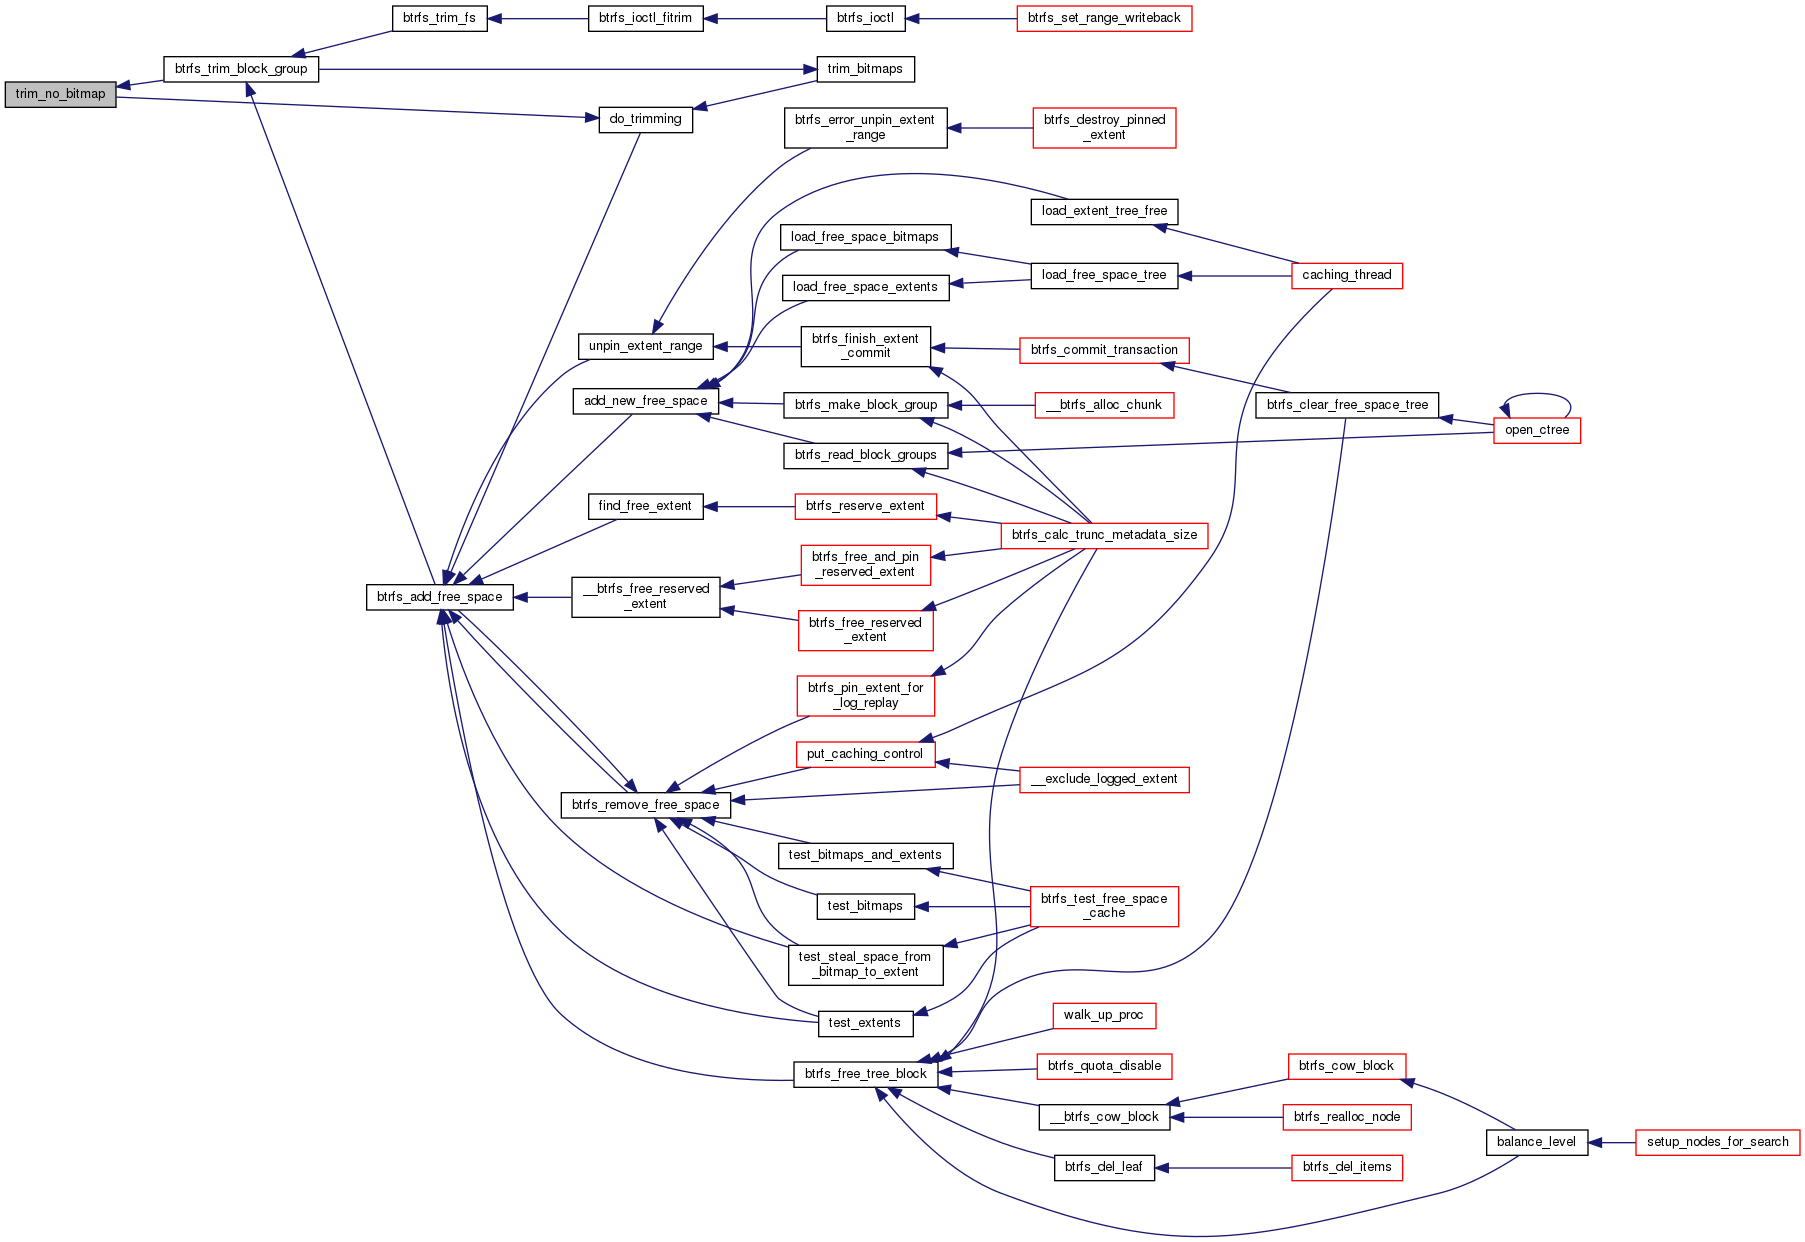 btrfs_trim_fs
btrfs_ioctl_fitrim
btrfs_ioctl
btrfs_set_range_writeback
btrfs_trim_block_group
trim_bitmaps
trim_no_bitmap
do_trimming
btrfs_error_unpin_extent
_range
btrfs_destroy_pinned
_extent
load_extent_tree_free
load_free_space_bitmaps
load_free_space_tree
caching_thread
load_free_space_extents
unpin_extent_range
btrfs_finish_extent
_commit
btrfs_commit_transaction
add_new_free_space
btrfs_make_block_group
__btrfs_alloc_chunk
btrfs_clear_free_space_tree
open_ctree
btrfs_read_block_groups
find_free_extent
btrfs_reserve_extent
btrfs_calc_trunc_metadata_size
btrfs_free_and_pin
_reserved_extent
btrfs_add_free_space
__btrfs_free_reserved
_extent
btrfs_free_reserved
_extent
btrfs_pin_extent_for
_log_replay
put_caching_control
__exclude_logged_extent
btrfs_remove_free_space
test_bitmaps_and_extents
test_bitmaps
btrfs_test_free_space
_cache
test_steal_space_from
_bitmap_to_extent
test_extents
walk_up_proc
btrfs_free_tree_block
btrfs_quota_disable
btrfs_cow_block
__btrfs_cow_block
btrfs_realloc_node
balance_level
setup_nodes_for_search
btrfs_del_leaf
btrfs_del_items